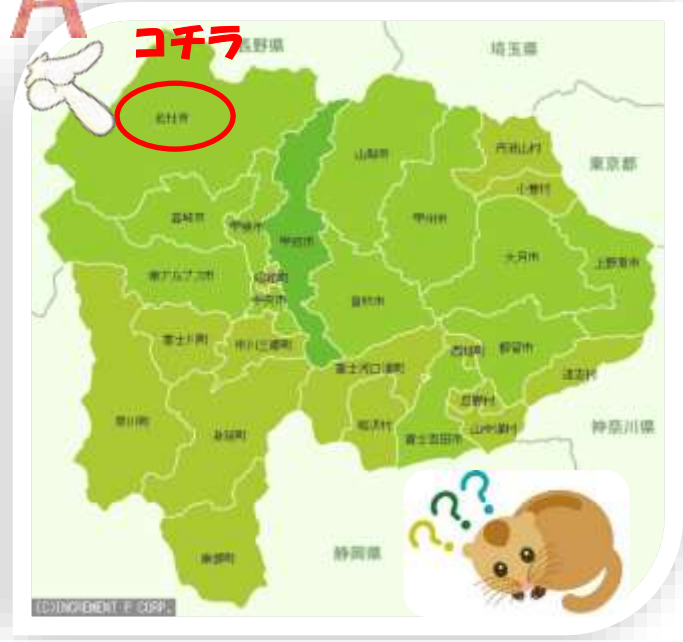 A
コチラ
長野県
埼玉県
北杜市
山梨市
丹波山村
東京都
小菅村
韮崎市
甲斐市
甲府市
甲州市
大月市
上野原市
南アルプス市
昭和町
中央市
笛吹市
富士川町
市川三郷町
西桂町
都留市
富士河口湖町
道志村
忍野村
早川町
身延町
鳴沢村
富士吉田市
山中湖村
神奈川県
???
南部町
静岡県
(C)INCREMENT P CORP.